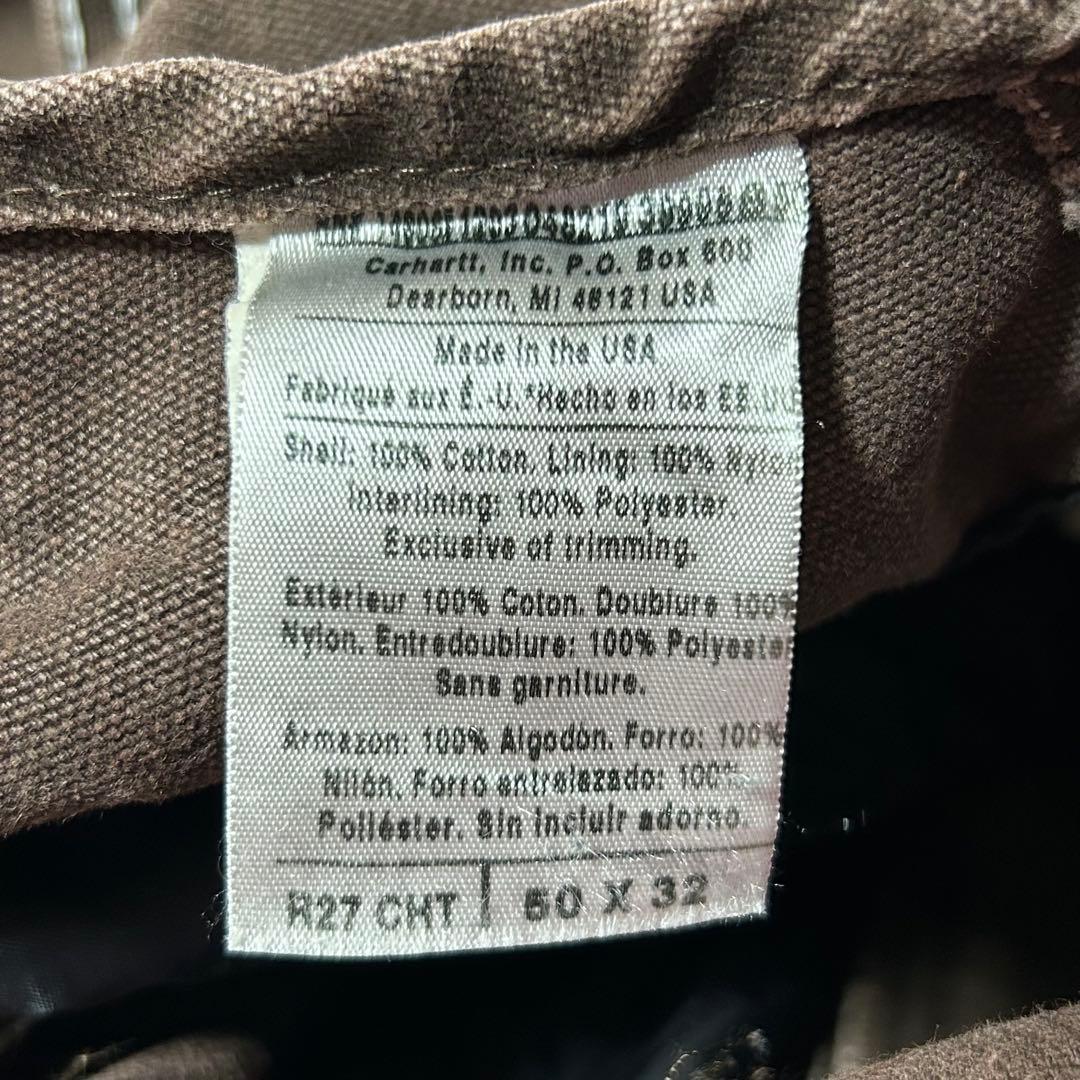 Carhartt, Inc. P.O. Box 600
Dearborn, MI 48121 USA
Made in the USA
Fabriqué aux É.-U.*Hecho en los EE.UU
Shell: 100% Cotton. Lining: 100% Nylon
Interlining: 100% Polyester.
Exclusive of trimming.
Extérieur 100% Coton. Doublure 100%
Nylon. Entredoublure: 100% Polyester
Sans garniture.
Armazon: 100% Algodón. Forro: 100%
Nilón. Forro entrelazado: 100%
Poliéster. Sin incluir adorno.
R27 CHT 50 X 32